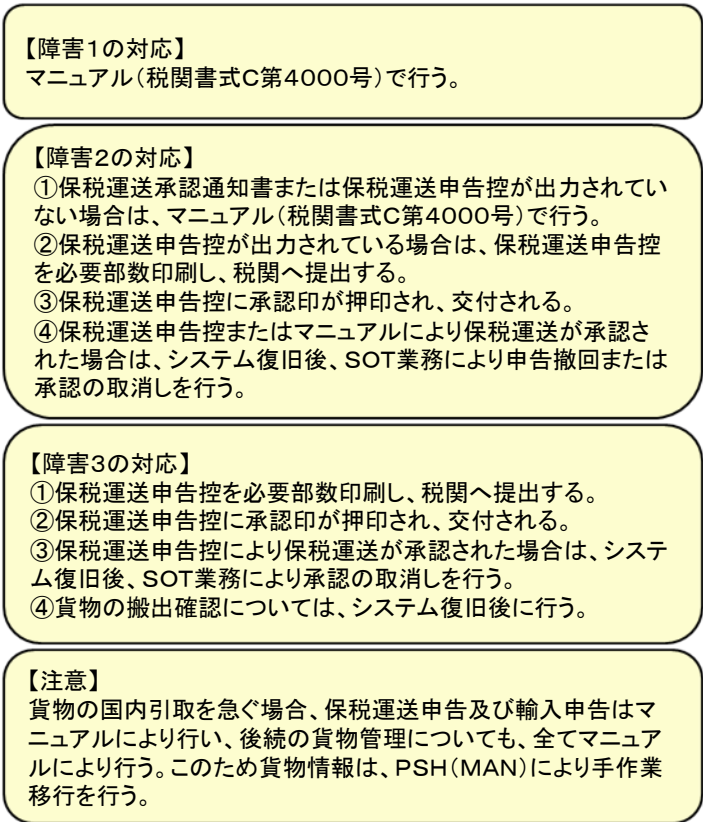 【障害１の対応】
マニュアル（税関書式Ｃ第４０００号）で行う。
【障害２の対応】
①保税運送承認通知書または保税運送申告控が出力されてい
ない場合は、マニュアル（税関書式Ｃ第４０００号）で行う。
②保税運送申告控が出力されている場合は、保税運送申告控
を必要部数印刷し、税関へ提出する。
③保税運送申告控に承認印が押印され、交付される。
④保税運送申告控またはマニュアルにより保税運送が承認さ
れた場合は、システム復旧後、ＳＯＴ業務により申告撤回または
承認の取消しを行う。
【障害３の対応】
①保税運送申告控を必要部数印刷し、税関へ提出する。
②保税運送申告控に承認印が押印され、交付される。
③保税運送申告控により保税運送が承認された場合は、システ
ム復旧後、ＳＯＴ業務により承認の取消しを行う。
④貨物の搬出確認については、システム復旧後に行う。
【注意】
貨物の国内引取を急ぐ場合、保税運送申告及び輸入申告はマ
ニュアルにより行い、後続の貨物管理についても、全てマニュア
ルにより行う。このため貨物情報は、ＰＳＨ（ＭＡＮ）により手作業
移行を行う。